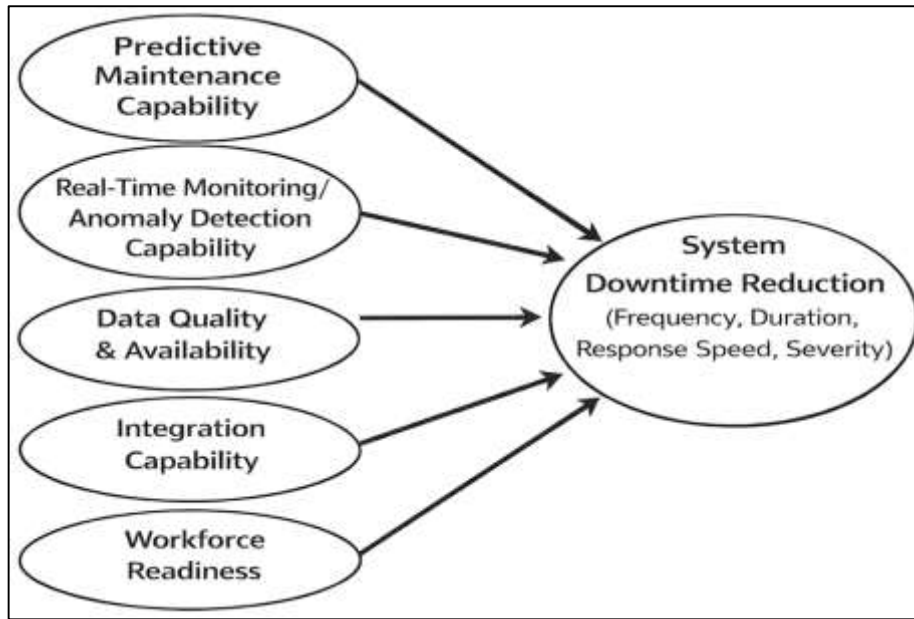 Predictive
Maintenance
Capability
Real-Time Monitoring/
Anomaly Detection
Capability
Data Quality
& Availability
Integration
Capability
Workforce
Readiness
System
Downtime Reduction
(Frequency, Duration,
Response Speed, Severity)